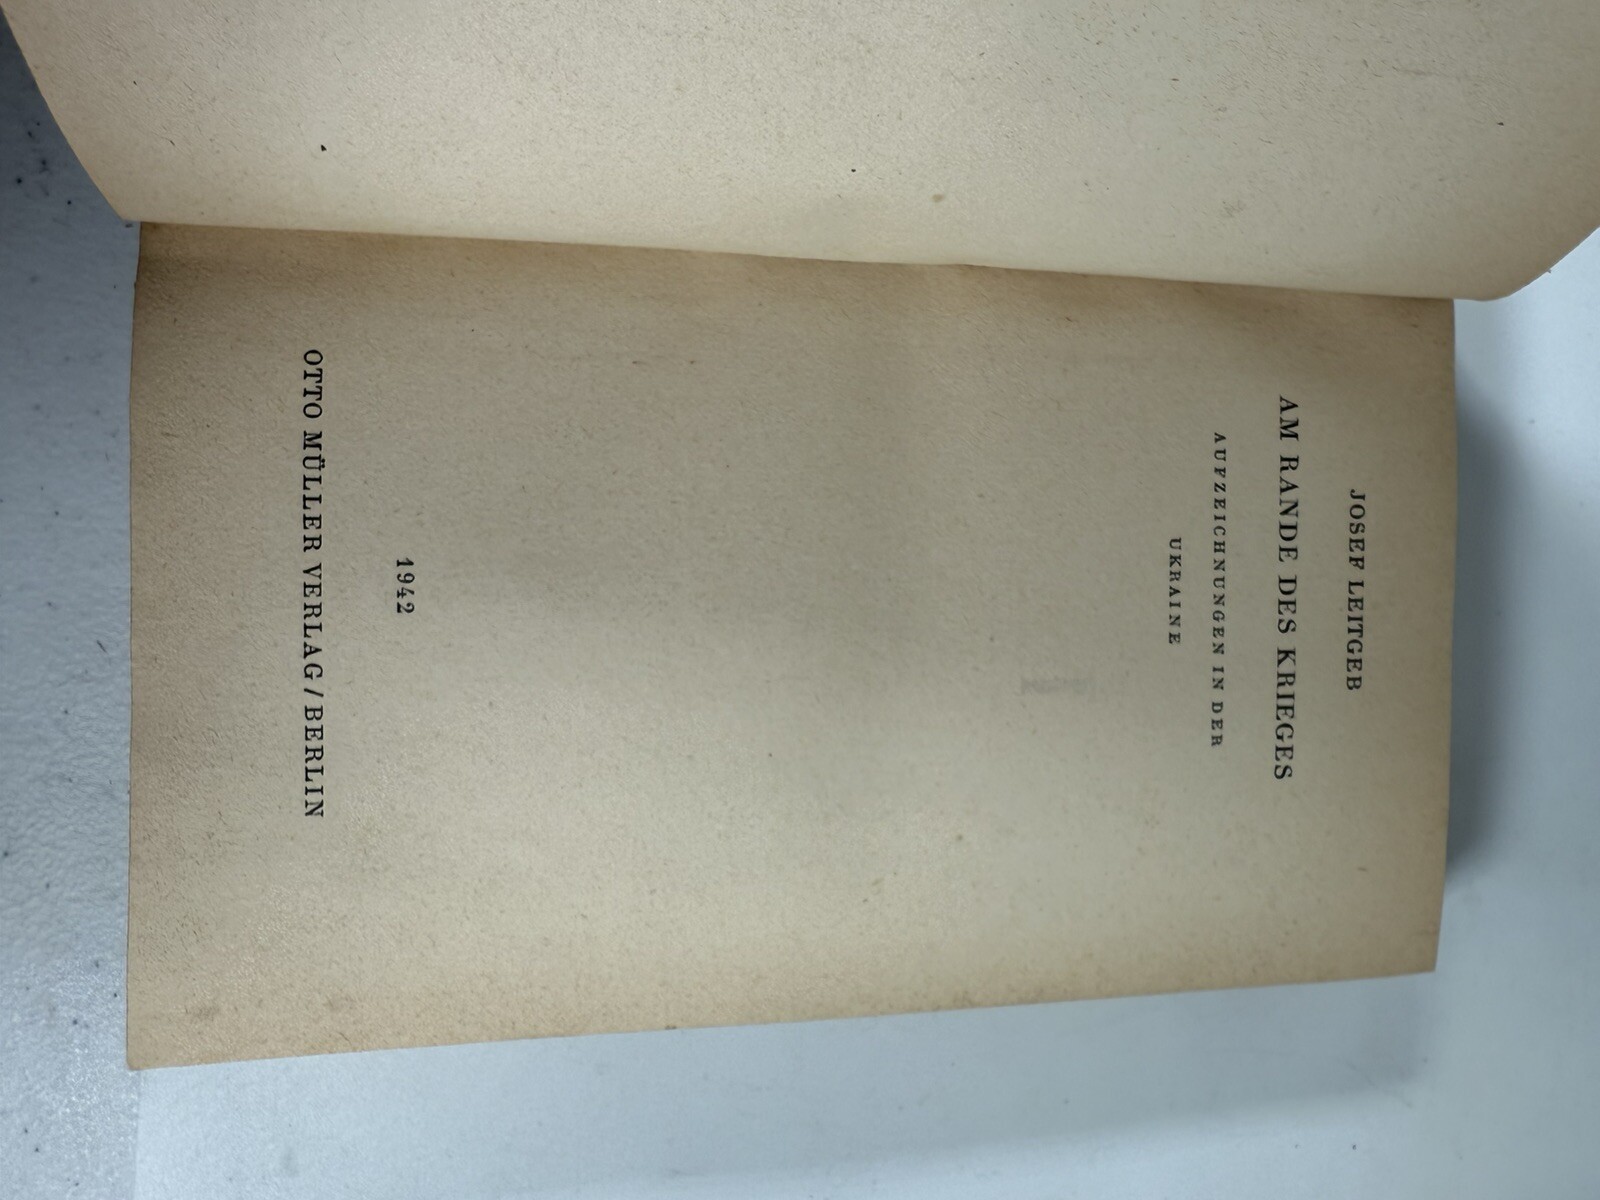 JOSEF LEITGEB
AM RANDE DES KRIEGES
AUFZEICHNUNGEN IN DER
UKRAINE
1942
OTTO MÜLLER VERLAG / BERLIN